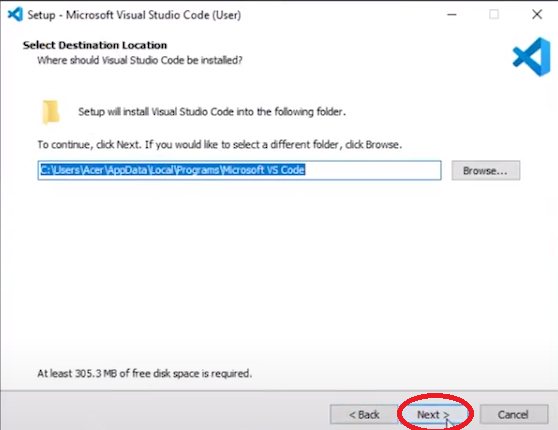 Setup - Microsoft Visual Studio Code (User)
Select Destination Location
Where should Visual Studio Code be installed?
Setup will install Visual Studio Code into the following folder.
To continue, click Next. If you would like to select a different folder, click Browse.
C:\Users\Acer\AppData\Local\Programs\Microsoft VS Code
Browse...
At least 305.3 MB of free disk space is required.
< Back
Next >
Cancel